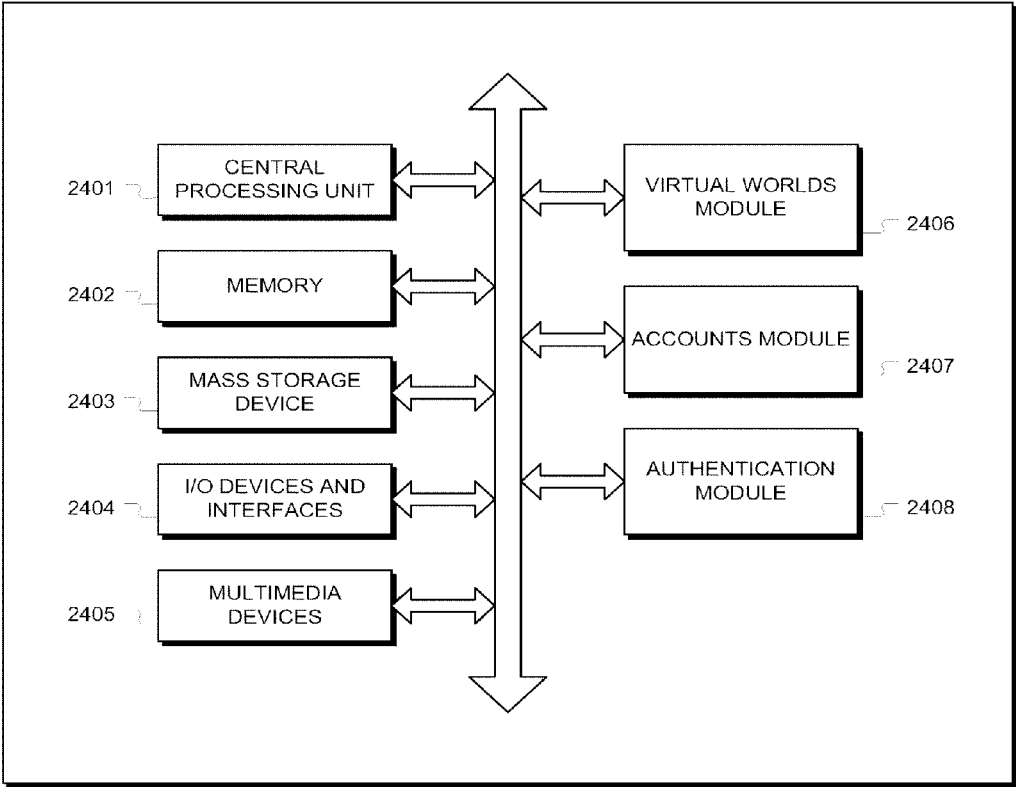 2401
CENTRAL
PROCESSING UNIT
2402
MEMORY
2403
MASS STORAGE
DEVICE
2404
I/O DEVICES AND
INTERFACES
2405
MULTIMEDIA
DEVICES
VIRTUAL WORLDS
MODULE
2406
ACCOUNTS MODULE
2407
AUTHENTICATION
MODULE
2408